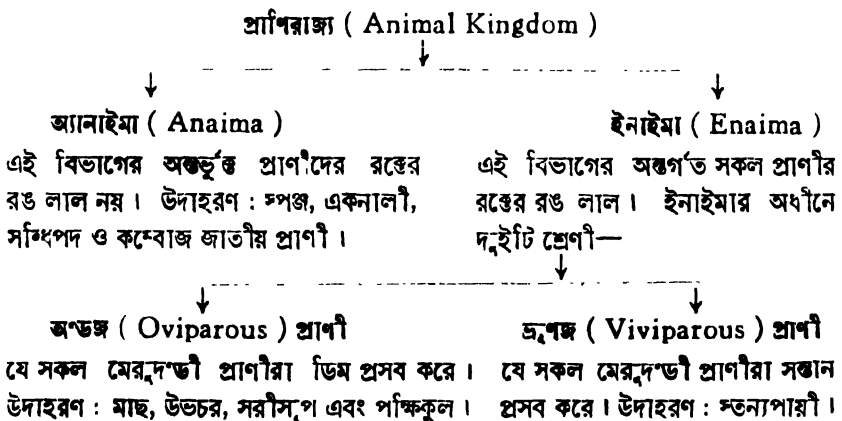 প্রাণিরাজ্য ( Animal Kingdom )
অ্যানাইমা ( Anaima )
এই বিভাগের অন্তর্ভুক্ত প্রাণীদের রক্তের
রঙ লাল নয়। উদাহরণ : স্পঞ্জ, একনালী,
সন্ধিপদ ও কম্বোজ জাতীয় প্রাণী।
ইনাইমা ( Enaima )
এই বিভাগের অন্তর্গত সকল প্রাণীর
রক্তের রঙ লাল। ইনাইমার অধীনে
দুইটি শ্রেণী—
অণ্ডজ ( Oviparous ) প্রাণী
যে সকল মেরুদণ্ডী প্রাণীরা ডিম প্রসব করে।
উদাহরণ : মাছ, উভচর, সরীসৃপ এবং পক্ষিকুল।
ভ্রূণজ ( Viviparous ) প্রাণী
যে সকল মেরুদণ্ডী প্রাণীরা সন্তান
প্রসব করে। উদাহরণ : স্তন্যপায়ী।